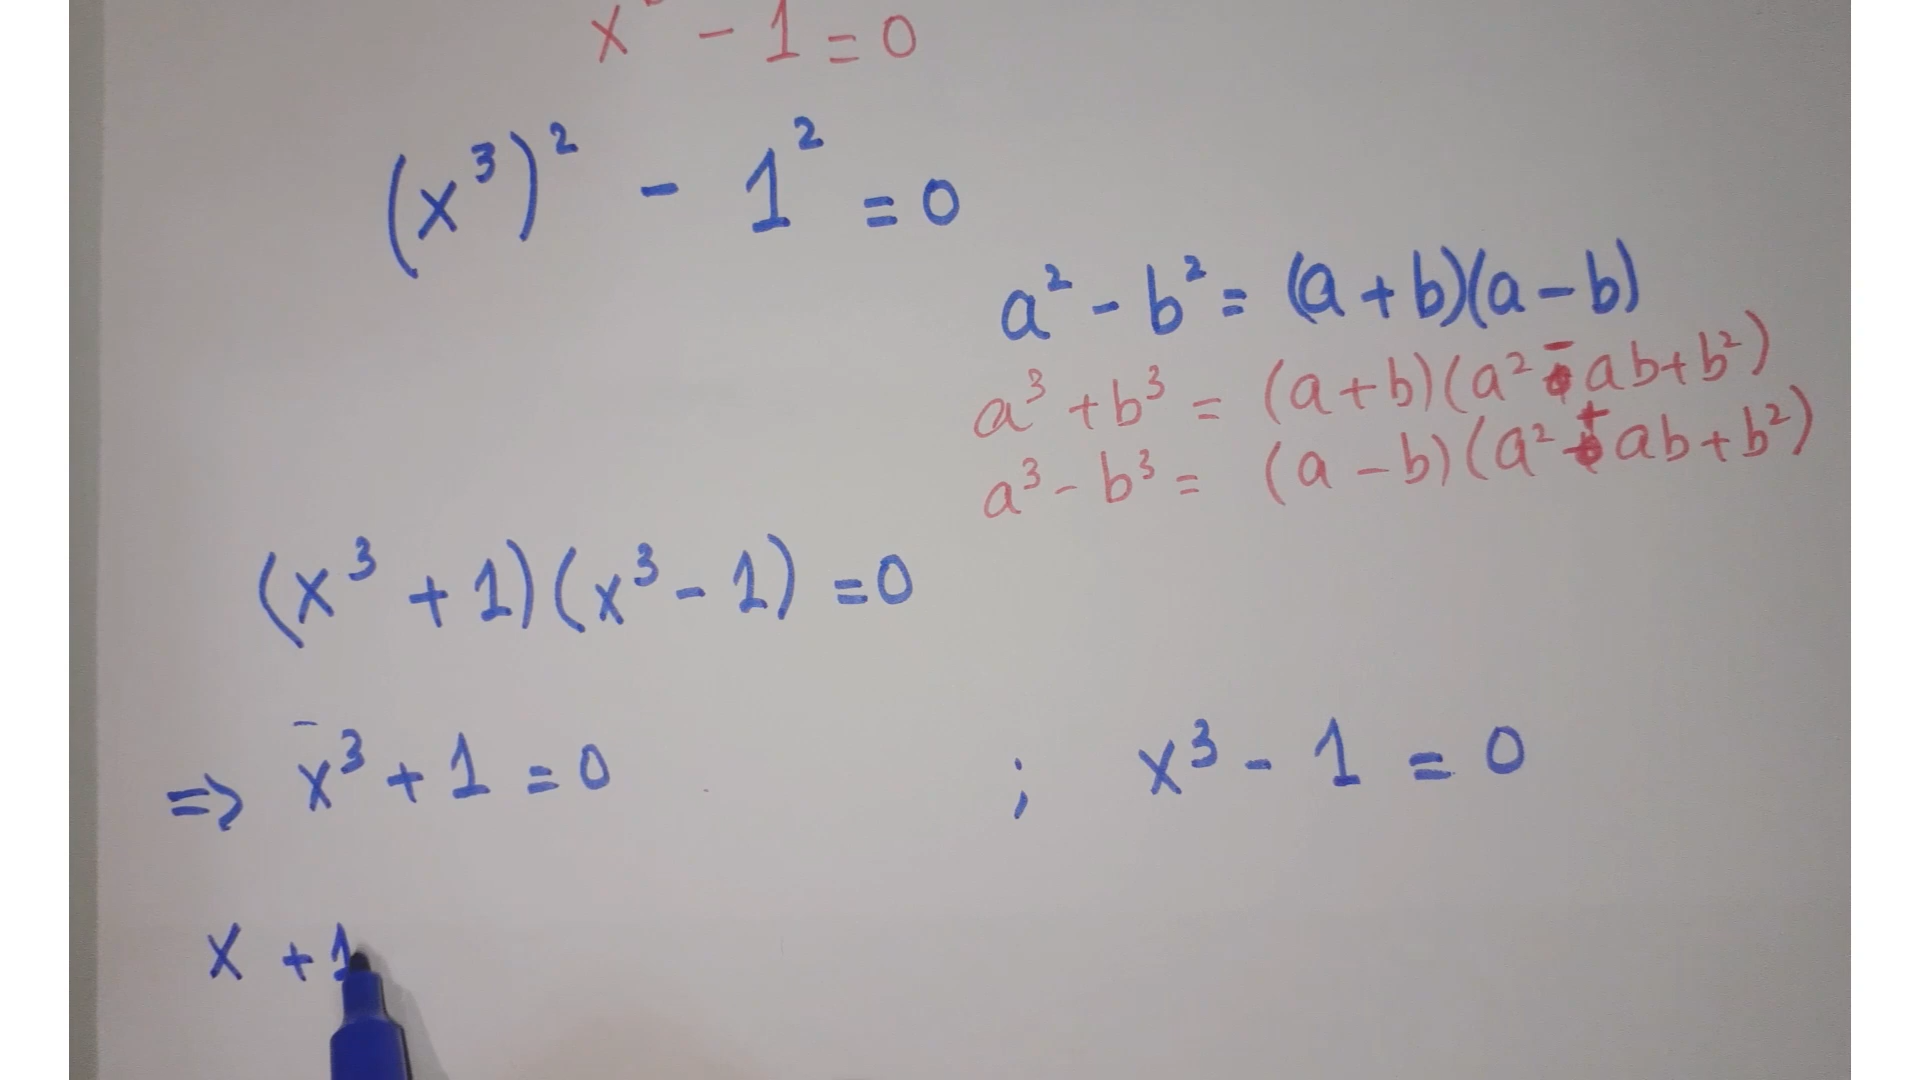 x - 1 = 0
(x³)² - 1² = 0
a² - b² = (a + b)(a - b)
a³ + b³ = (a + b)(a² - ab + b²)
a³ - b³ = (a - b)(a² + ab + b²)
(x³ + 1)(x³ - 1) = 0
=> x³ + 1 = 0 ; x³ - 1 = 0
x + 1